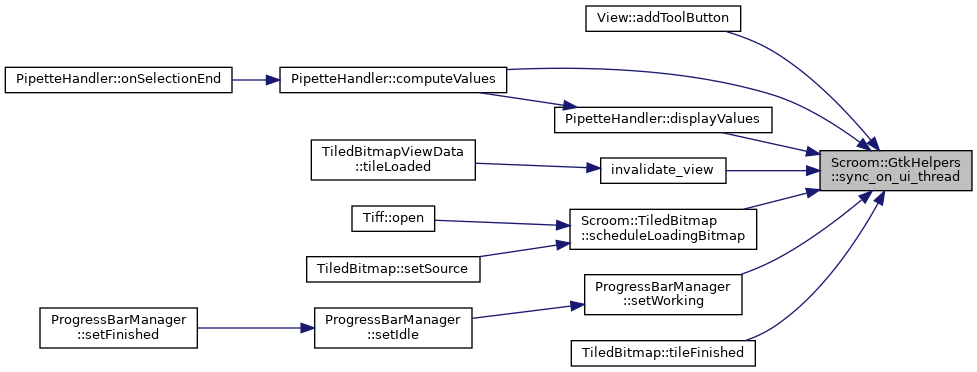 View::addToolButton
PipetteHandler::onSelectionEnd
PipetteHandler::computeValues
PipetteHandler::displayValues
Scroom::GtkHelpers
::sync_on_ui_thread
TiledBitmapViewData
::tileLoaded
invalidate_view
Tiff::open
Scroom::TiledBitmap
::scheduleLoadingBitmap
TiledBitmap::setSource
ProgressBarManager
::setWorking
ProgressBarManager
::setFinished
ProgressBarManager
::setIdle
TiledBitmap::tileFinished